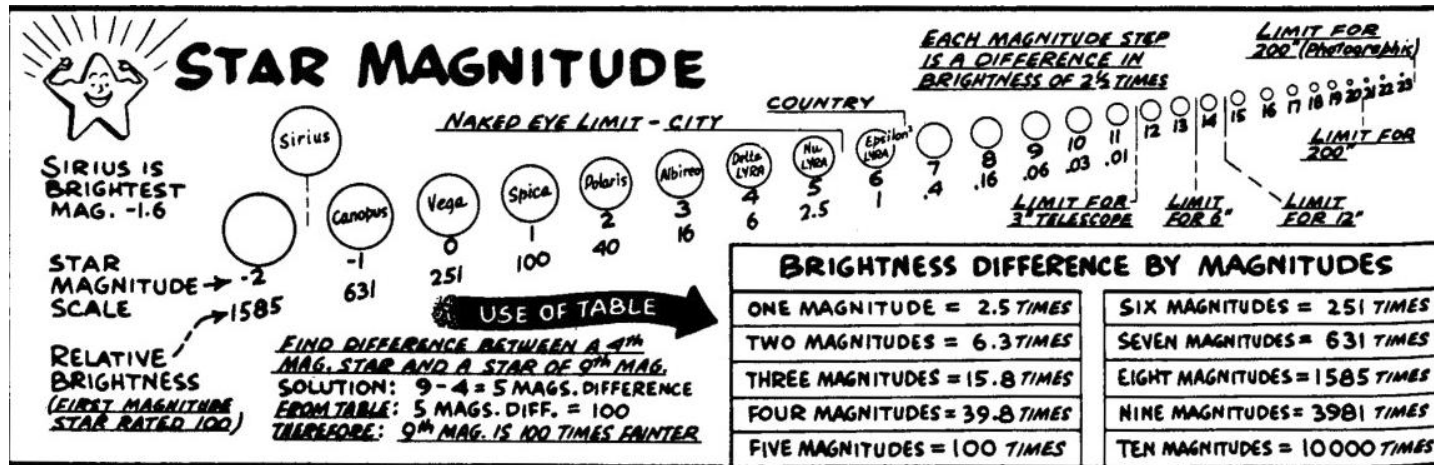 STAR MAGNITUDE
EACH MAGNITUDE STEP
IS A DIFFERENCE IN
BRIGHTNESS OF 2½ TIMES
LIMIT FOR
200" (Photographic)
COUNTRY
NAKED EYE LIMIT - CITY
SIRIUS IS
BRIGHTEST
MAG. -1.6
Sirius
Canopus
Vega
Spica
Polaris
Albireo
Delta
LYRA
Nu
LYRA
Epsilon²
LYRA
STAR
MAGNITUDE →
SCALE
-2 -1 0 1 2 3 4 5 6 7 8 9 10 11 12 13 14 15 16 17 18 19 20 21 22 23
RELATIVE
BRIGHTNESS
(FIRST MAGNITUDE
STAR RATED 100)
1585 631 251 100 40 16 6 2.5 1 .4 .16 .06 .03 .01
LIMIT FOR
3" TELESCOPE
LIMIT
FOR 6"
LIMIT
FOR 12"
LIMIT FOR
200"
USE OF TABLE
FIND DIFFERENCE BETWEEN A 4th
MAG. STAR AND A STAR OF 9th MAG.
SOLUTION: 9-4=5 MAGS. DIFFERENCE
FROM TABLE: 5 MAGS. DIFF. = 100
THEREFORE: 9th MAG. IS 100 TIMES FAINTER
BRIGHTNESS DIFFERENCE BY MAGNITUDES
ONE MAGNITUDE = 2.5 TIMES
TWO MAGNITUDES = 6.3 TIMES
THREE MAGNITUDES = 15.8 TIMES
FOUR MAGNITUDES = 39.8 TIMES
FIVE MAGNITUDES = 100 TIMES
SIX MAGNITUDES = 251 TIMES
SEVEN MAGNITUDES = 631 TIMES
EIGHT MAGNITUDES = 1585 TIMES
NINE MAGNITUDES = 3981 TIMES
TEN MAGNITUDES = 10000 TIMES